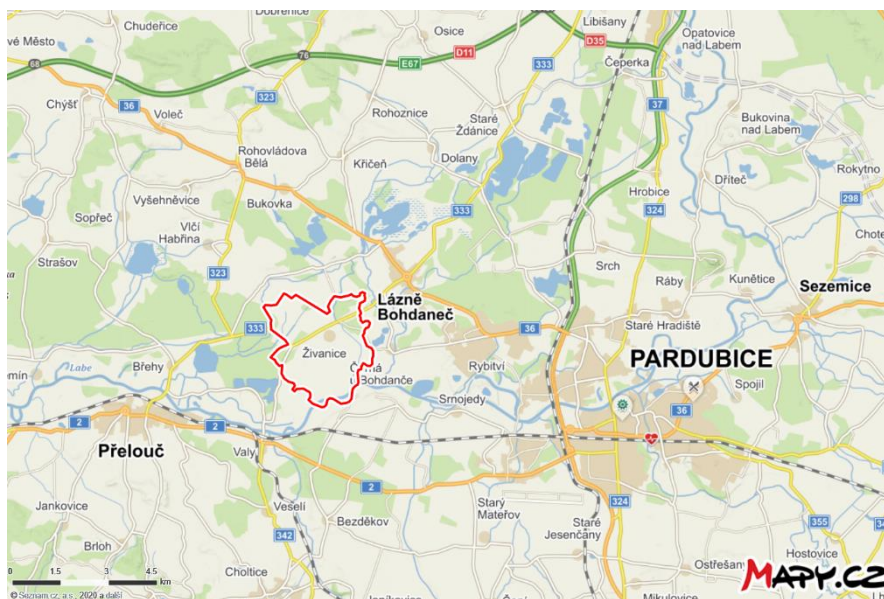 Chudeřice
Dobřenice
Osice
Libišany
Opatovice
nad Labem
D11
E67
D35
333
Čeperka
vé Město
68
76
Chýšť
36
323
Voleč
Rohoznice
Staré
Ždánice
37
Bukovina
nad Labem
Rohovládova
Bělá
Křičeň
Dolany
Rokytno
Dříteč
Vyšehněvice
Bukovka
333
Hrobice
324
298
Sopřeč
Vlčí
Habřina
Chote
Strašov
323
Srch
Ráby
Kunětice
Sezemice
Lázně
Bohdaneč
333
36
Staré Hradiště
Živanice
PARDUBICE
Břehy
Labe
Černá
u Bohdanče
Rybitví
Spojil
emín
Srnojedy
36
2
2
Přelouč
Valy
2
324
Jankovice
Veselí
Starý
Mateřov
355
342
Bezděkov
Staré
Jesenčany
Brloh
Hostovice
Ostřešany
0 1.5 3 4.5
km
Choltice
Mikulovice
MAPY.CZ
© Seznam.cz, a.s., 2020 a další